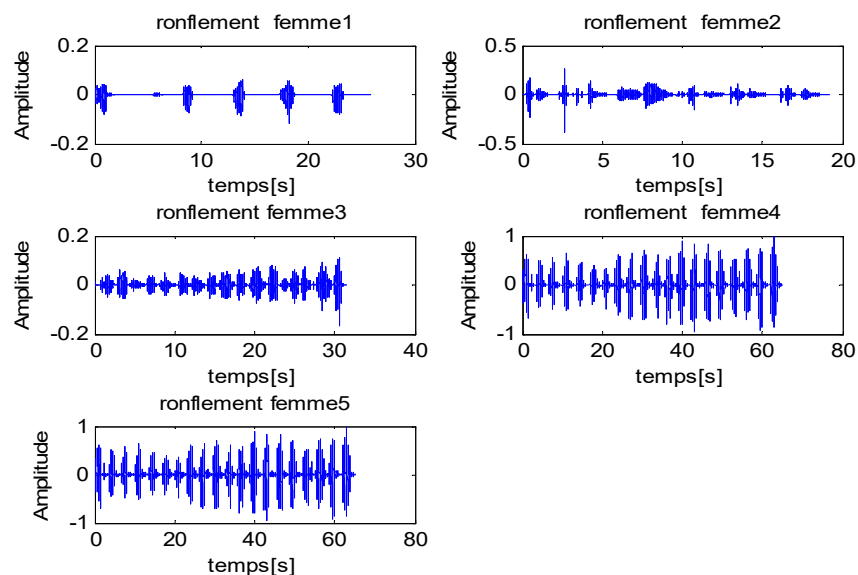 ronflement femme1
0.2
0
-0.2
Amplitude
0 10 20 30
temps[s]
ronflement femme2
0.5
0
-0.5
Amplitude
0 5 10 15 20
temps[s]
ronflement femme3
0.2
0
-0.2
Amplitude
0 10 20 30 40
temps[s]
ronflement femme4
1
0
-1
Amplitude
0 20 40 60 80
temps[s]
ronflement femme5
1
0
-1
Amplitude
0 20 40 60 80
temps[s]